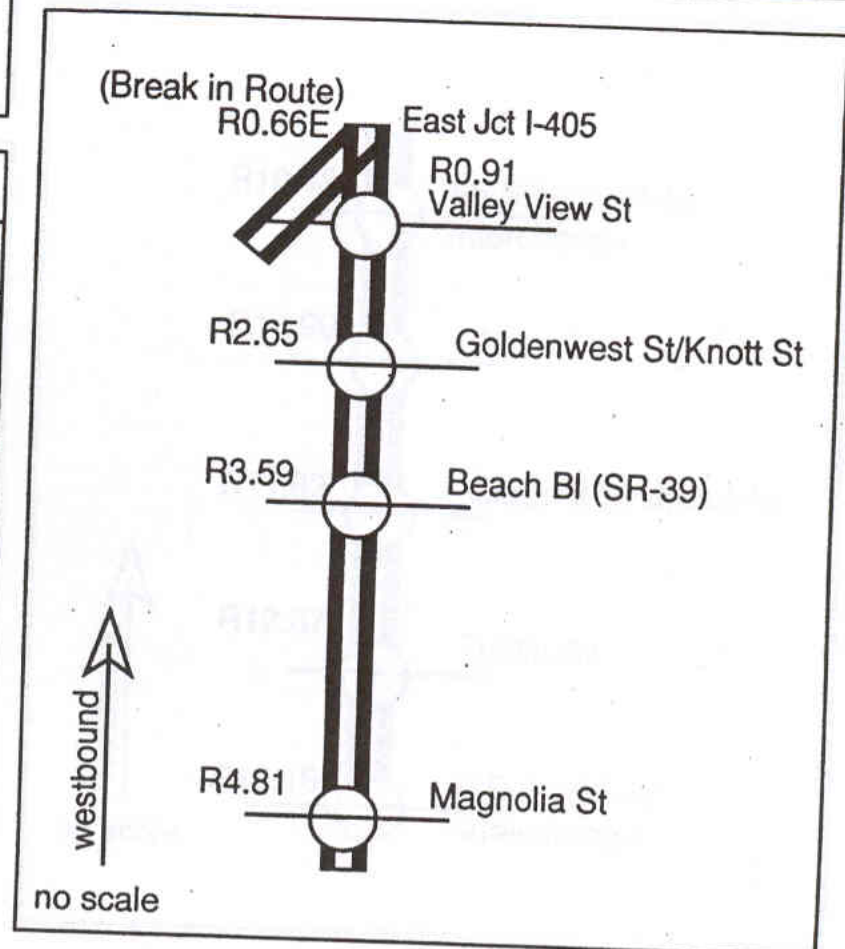 (Break in Route)
R0.66E East Jct I-405
R0.91
Valley View St
R2.65 Goldenwest St/Knott St
R3.59 Beach Bl (SR-39)
R4.81 Magnolia St
westbound
no scale